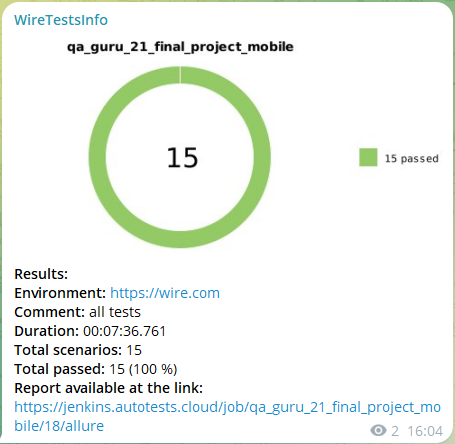 WireTestsInfo
qa_guru_21_final_project_mobile
15
15 passed
Results:
Environment: https://wire.com
Comment: all tests
Duration: 00:07:36.761
Total scenarios: 15
Total passed: 15 (100 %)
Report available at the link:
https://jenkins.autotests.cloud/job/qa_guru_21_final_project_mo
bile/18/allure
2 16:04